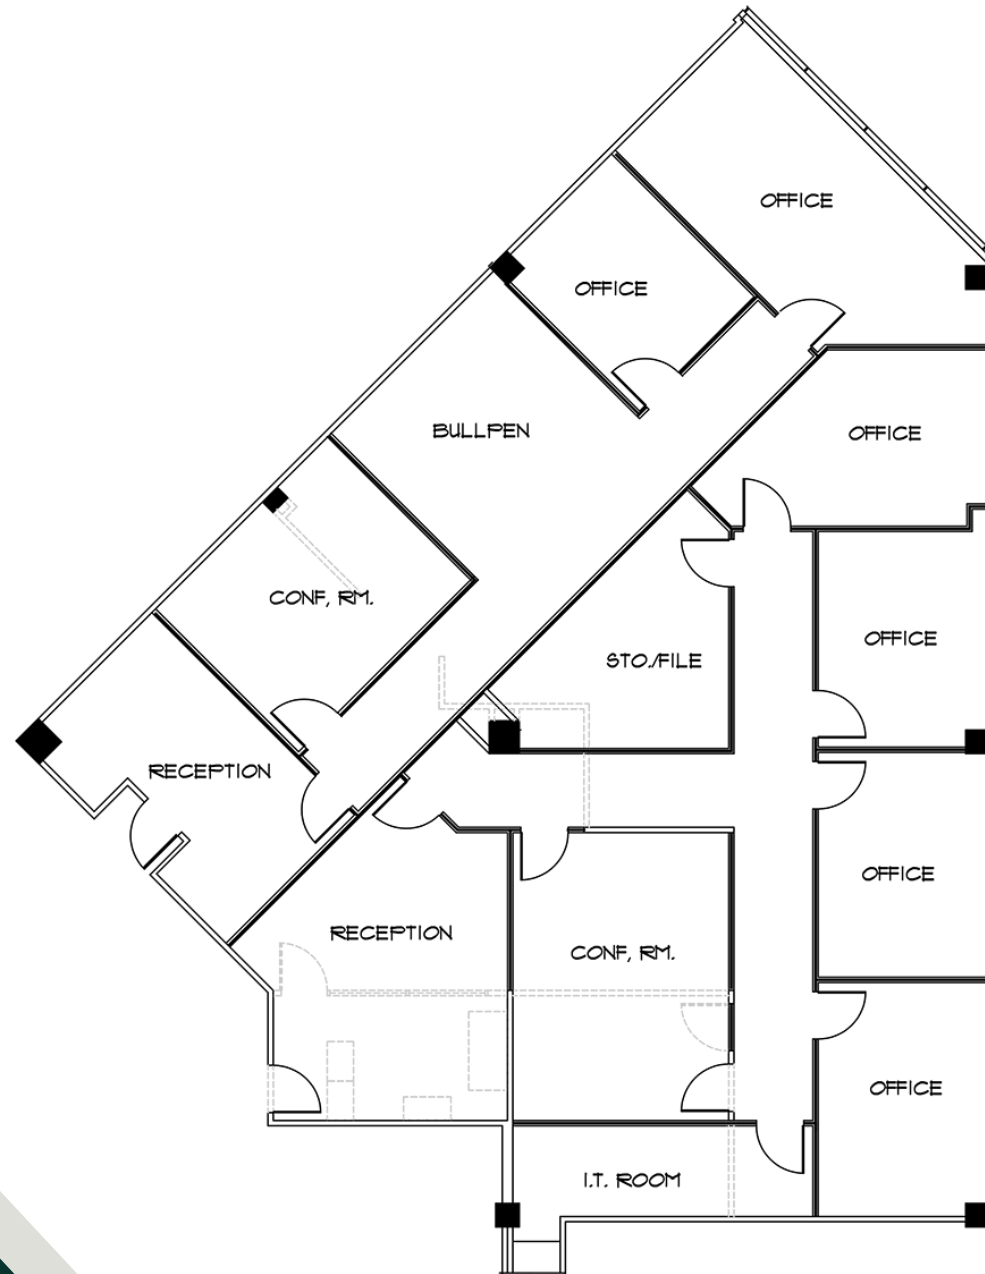 OFFICE
OFFICE
BULLPEN
OFFICE
CONF, RM.
OFFICE
STO./FILE
RECEPTION
OFFICE
RECEPTION
CONF, RM.
OFFICE
I.T. ROOM